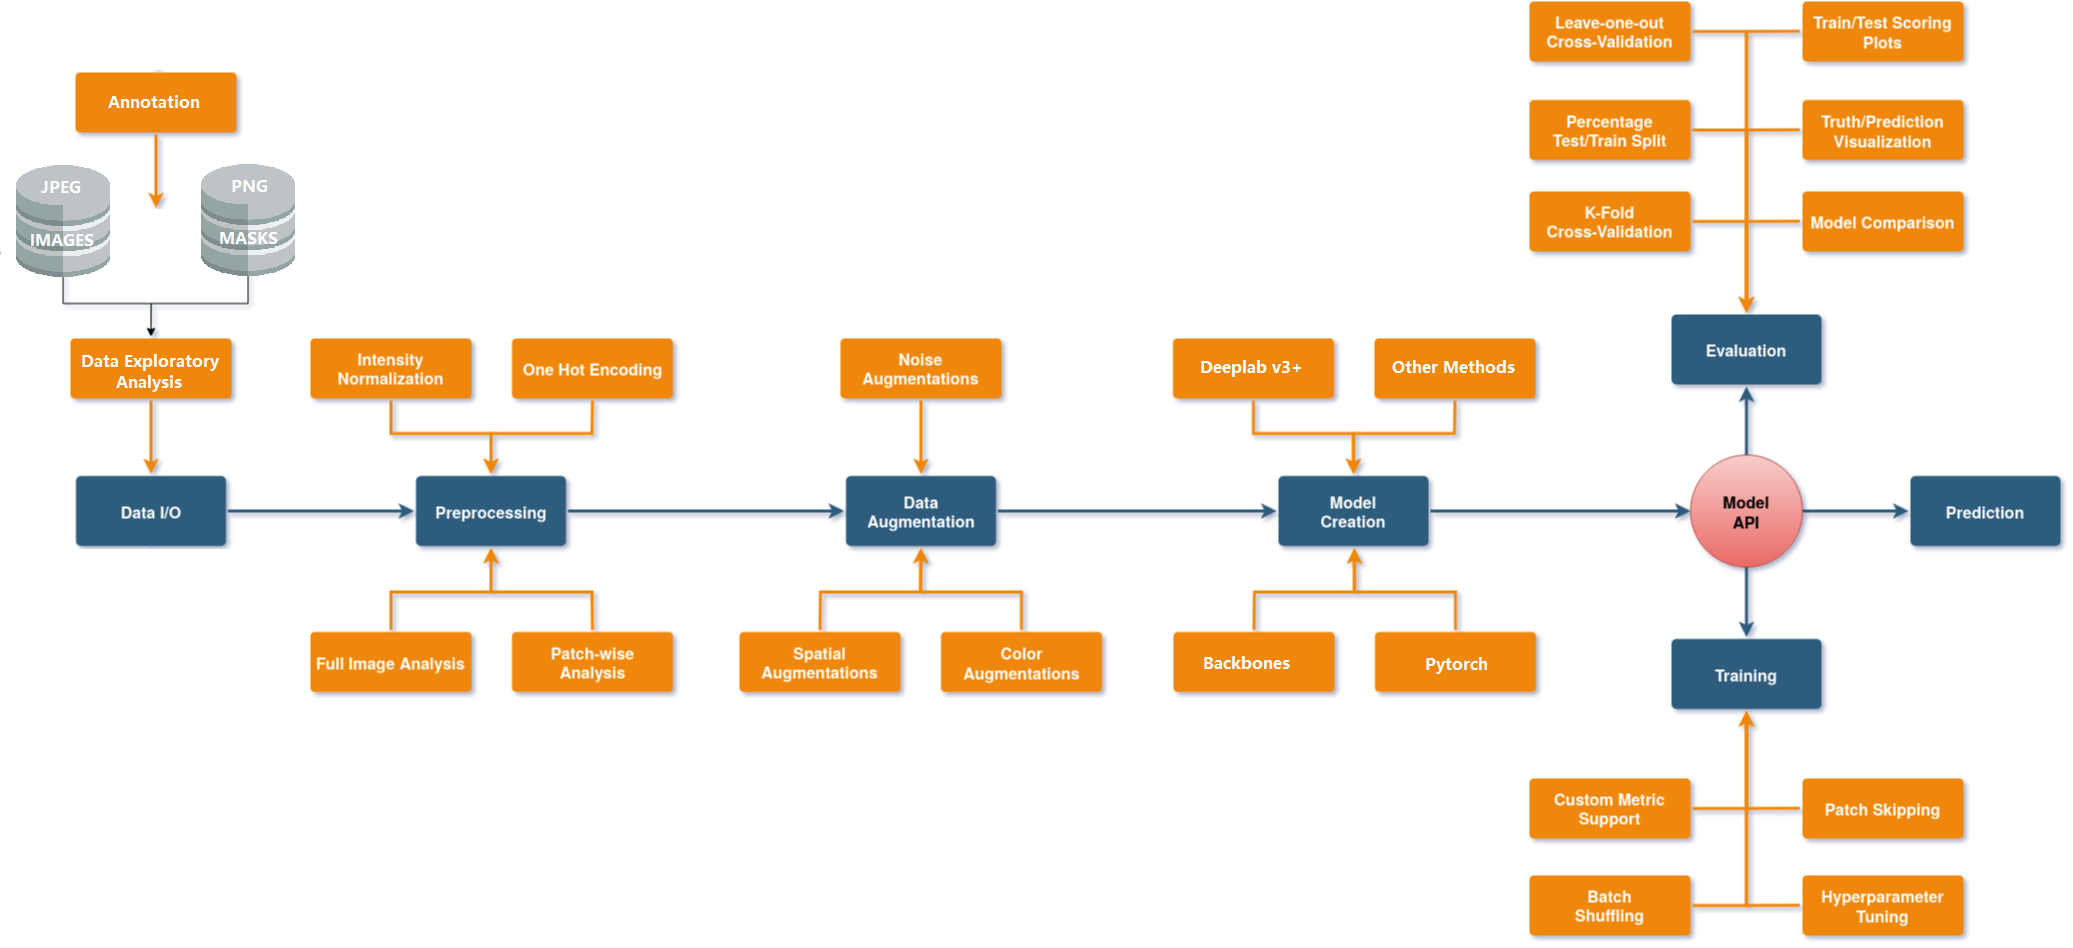 Leave-one-out
Cross-Validation
Train/Test Scoring
Plots
Annotation
Percentage
Test/Train Split
Truth/Prediction
Visualization
JPEG
IMAGES
PNG
MASKS
K-Fold
Cross-Validation
Model Comparison
Data Exploratory
Analysis
Intensity
Normalization
One Hot Encoding
Noise
Augmentations
Deeplab v3+
Other Methods
Evaluation
Data I/O
Preprocessing
Data
Augmentation
Model
Creation
Model
API
Prediction
Full Image Analysis
Patch-wise
Analysis
Spatial
Augmentations
Color
Augmentations
Backbones
Pytorch
Training
Custom Metric
Support
Patch Skipping
Batch
Shuffling
Hyperparameter
Tuning